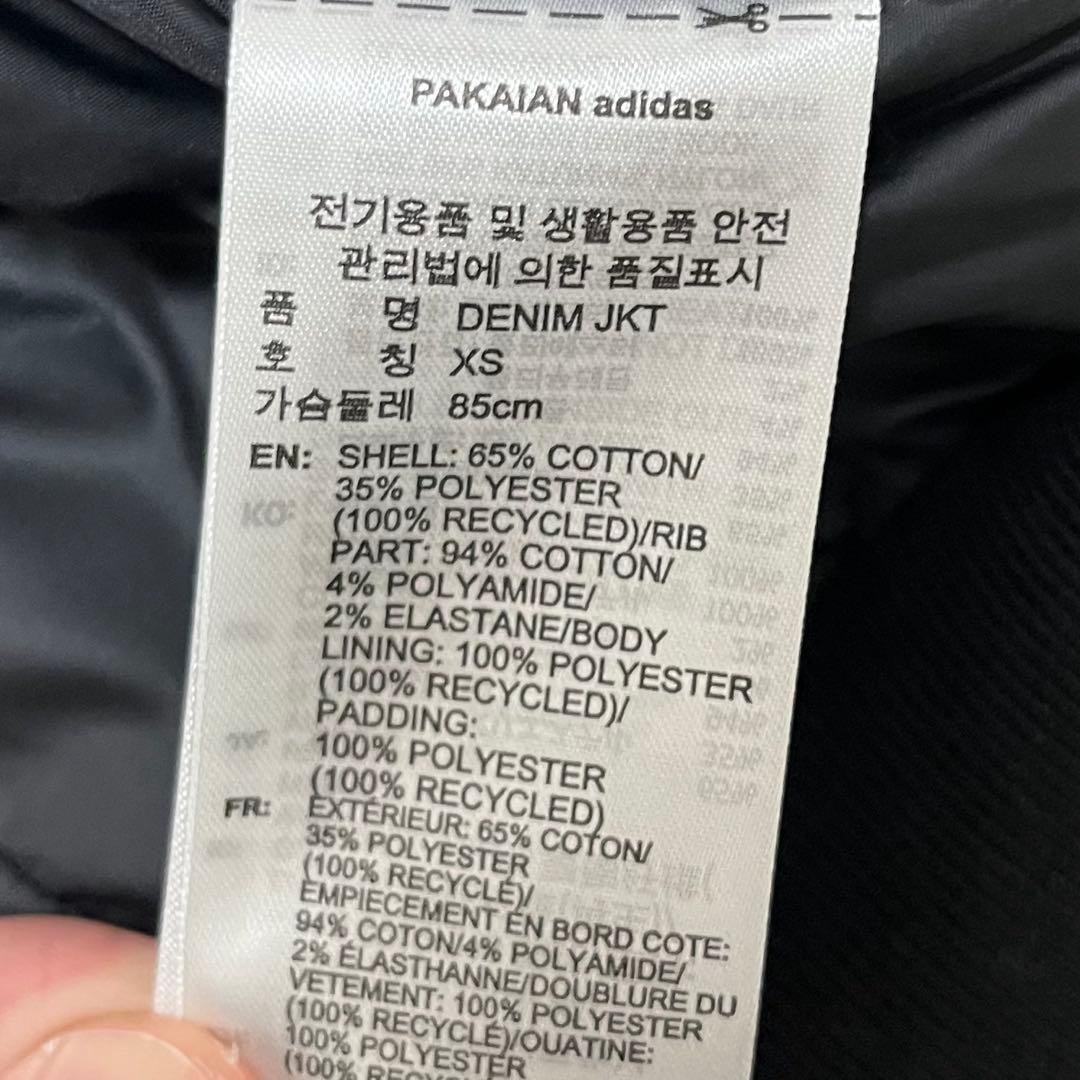 PAKAIAN adidas
전기용품 및 생활용품 안전
관리법에 의한 품질표시
품 명 DENIM JKT
호 칭 XS
가슴둘레 85cm
EN: SHELL: 65% COTTON/
35% POLYESTER
(100% RECYCLED)/RIB
PART: 94% COTTON/
4% POLYAMIDE/
2% ELASTANE/BODY
LINING: 100% POLYESTER
(100% RECYCLED)/
PADDING:
100% POLYESTER
(100% RECYCLED)
FR: EXTÉRIEUR: 65% COTON/
35% POLYESTER
(100% RECYCLÉ)/
EMPIECEMENT EN BORD COTE:
94% COTON/4% POLYAMIDE/
2% ÉLASTHANNE/DOUBLURE DU
VETEMENT: 100% POLYESTER
(100% RECYCLÉ)/OUATINE:
100% POLYESTER
(100%